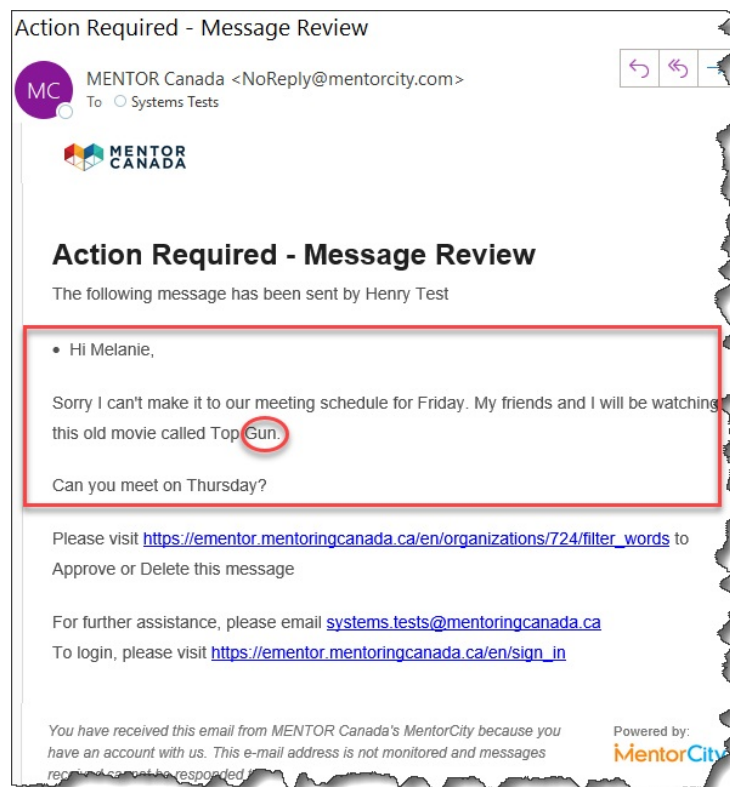 Action Required - Message Review
MC
MENTOR Canada <NoReply@mentorcity.com>
To Systems Tests
MENTOR
CANADA
Action Required - Message Review
The following message has been sent by Henry Test
• Hi Melanie,
Sorry I can't make it to our meeting schedule for Friday. My friends and I will be watching
this old movie called Top Gun.
Can you meet on Thursday?
Please visit https://ementor.mentoringcanada.ca/en/organizations/724/filter_words to
Approve or Delete this message
For further assistance, please email systems.tests@mentoringcanada.ca
To login, please visit https://ementor.mentoringcanada.ca/en/sign_in
You have received this email from MENTOR Canada's MentorCity because you
have an account with us. This e-mail address is not monitored and messages
Powered by:
MentorCity